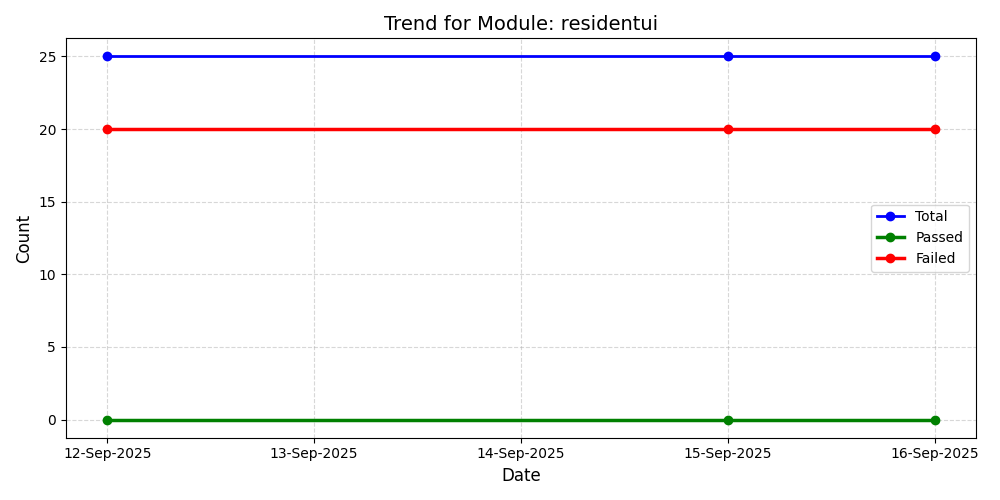 Trend for Module: residentui
Count
25
20
15
10
5
0
Total
Passed
Failed
12-Sep-2025 13-Sep-2025 14-Sep-2025 15-Sep-2025 16-Sep-2025
Date